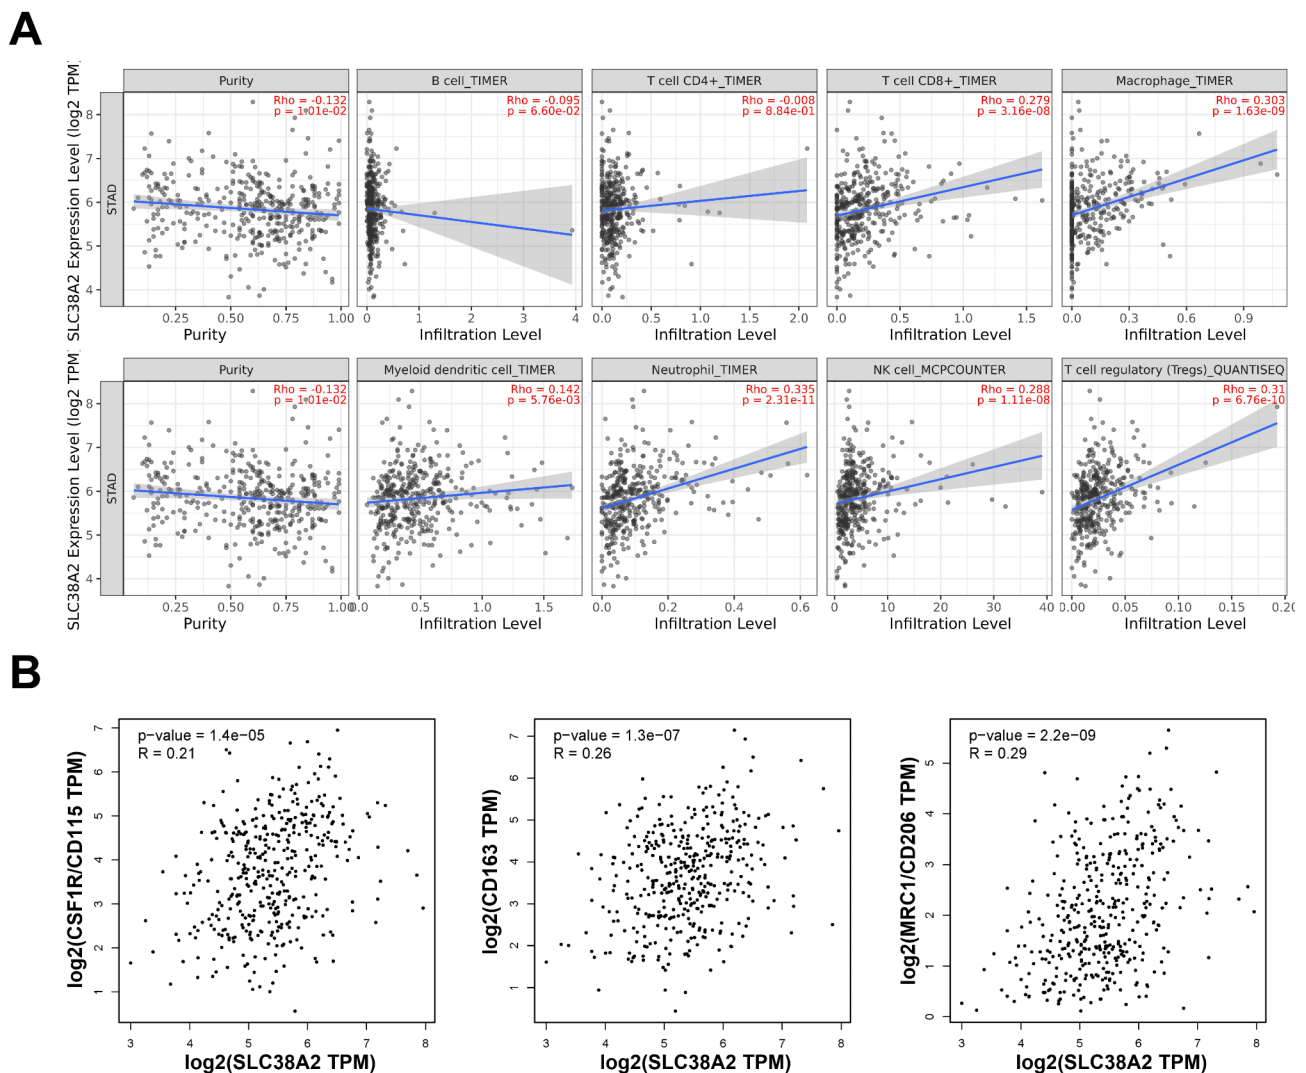 A
SLC38A2 Expression Level (log2 TPM)
STAD
Purity
Rho = -0.132
p = 1.01e-02
B cell_TIMER
Rho = -0.095
p = 6.60e-02
T cell CD4+_TIMER
Rho = -0.008
p = 8.84e-01
T cell CD8+_TIMER
Rho = 0.279
p = 3.16e-08
Macrophage_TIMER
Rho = 0.303
p = 1.63e-09
8
7
6
5
4
0.25 0.50 0.75 1.00
0 1 2 3 4
0.0 0.5 1.0 1.5 2.0
0.0 0.5 1.0 1.5
0.0 0.3 0.6 0.9
Purity
Infiltration Level
Infiltration Level
Infiltration Level
Infiltration Level
SLC38A2 Expression Level (log2 TPM)
STAD
Purity
Rho = -0.132
p = 1.01e-02
Myeloid dendritic cell_TIMER
Rho = 0.142
p = 5.76e-03
Neutrophil_TIMER
Rho = 0.335
p = 2.31e-11
NK cell_MCPCOUNTER
Rho = 0.288
p = 1.11e-08
T cell regulatory (Tregs)_QUANTISEQ
Rho = 0.31
p = 6.76e-10
8
7
6
5
4
0.25 0.50 0.75 1.00
0.0 0.5 1.0 1.5
0.0 0.2 0.4 0.6
0 10 20 30 40
0.00 0.05 0.10 0.15 0.20
Purity
Infiltration Level
Infiltration Level
Infiltration Level
Infiltration Level
B
log2(CSF1R/CD115 TPM)
p-value = 1.4e−05
R = 0.21
7
6
5
4
3
2
1
3 4 5 6 7 8
log2(SLC38A2 TPM)
log2(CD163 TPM)
p-value = 1.3e−07
R = 0.26
7
6
5
4
3
2
1
3 4 5 6 7 8
log2(SLC38A2 TPM)
log2(MRC1/CD206 TPM)
p-value = 2.2e−09
R = 0.29
5
4
3
2
1
0
3 4 5 6 7 8
log2(SLC38A2 TPM)